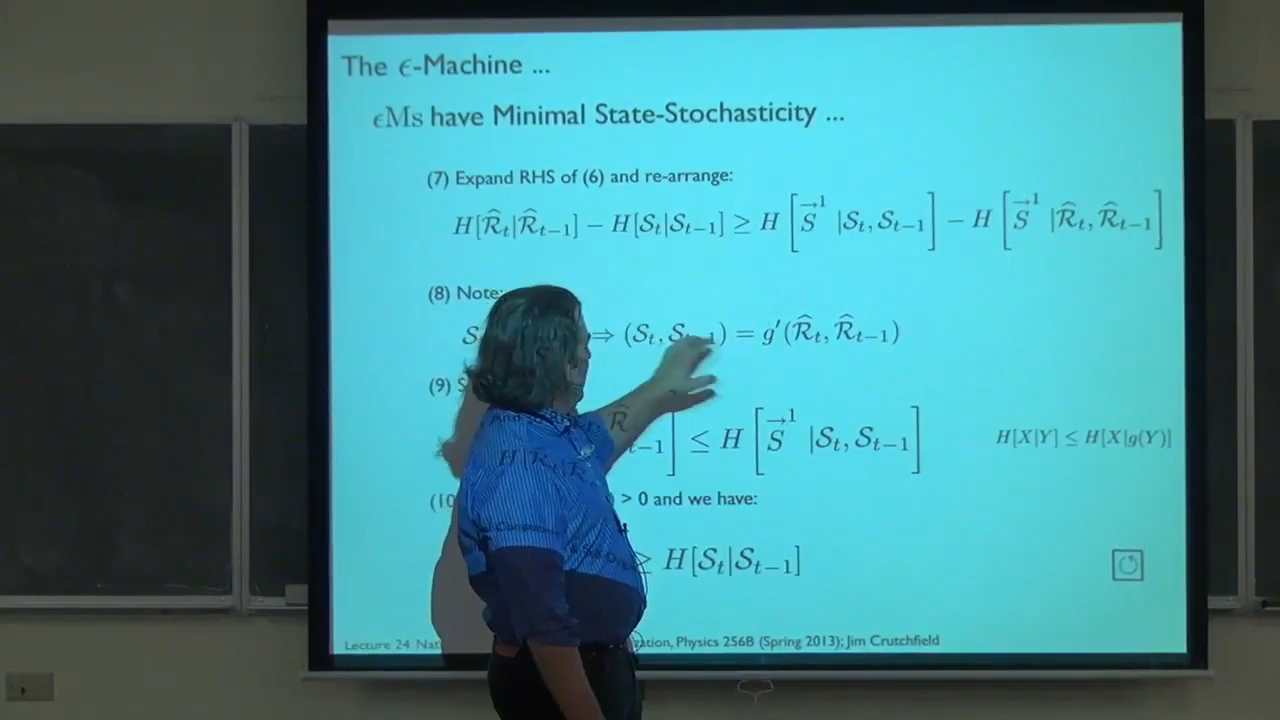 The ϵ-Machine ...
ϵMs have Minimal State-Stochasticity ...
(7) Expand RHS of (6) and re-arrange:
H[R̂_t|R̂_{t−1}] − H[S_t|S_{t−1}] ≥ H[S⃗^1 |S_t, S_{t−1}] − H[S⃗^1 |R̂_t, R̂_{t−1}]
(8) Note:
⇒ (S_t, S_{t−1}) = g′(R̂_t, R̂_{t−1})
(9)
t−1] ≤ H[S⃗^1 |S_t, S_{t−1}]
H[X|Y] ≤ H[X|g(Y)]
(10 > 0 and we have:
≥ H[S_t|S_{t−1}]
Lecture 24 Physics 256B (Spring 2013); Jim Crutchfield